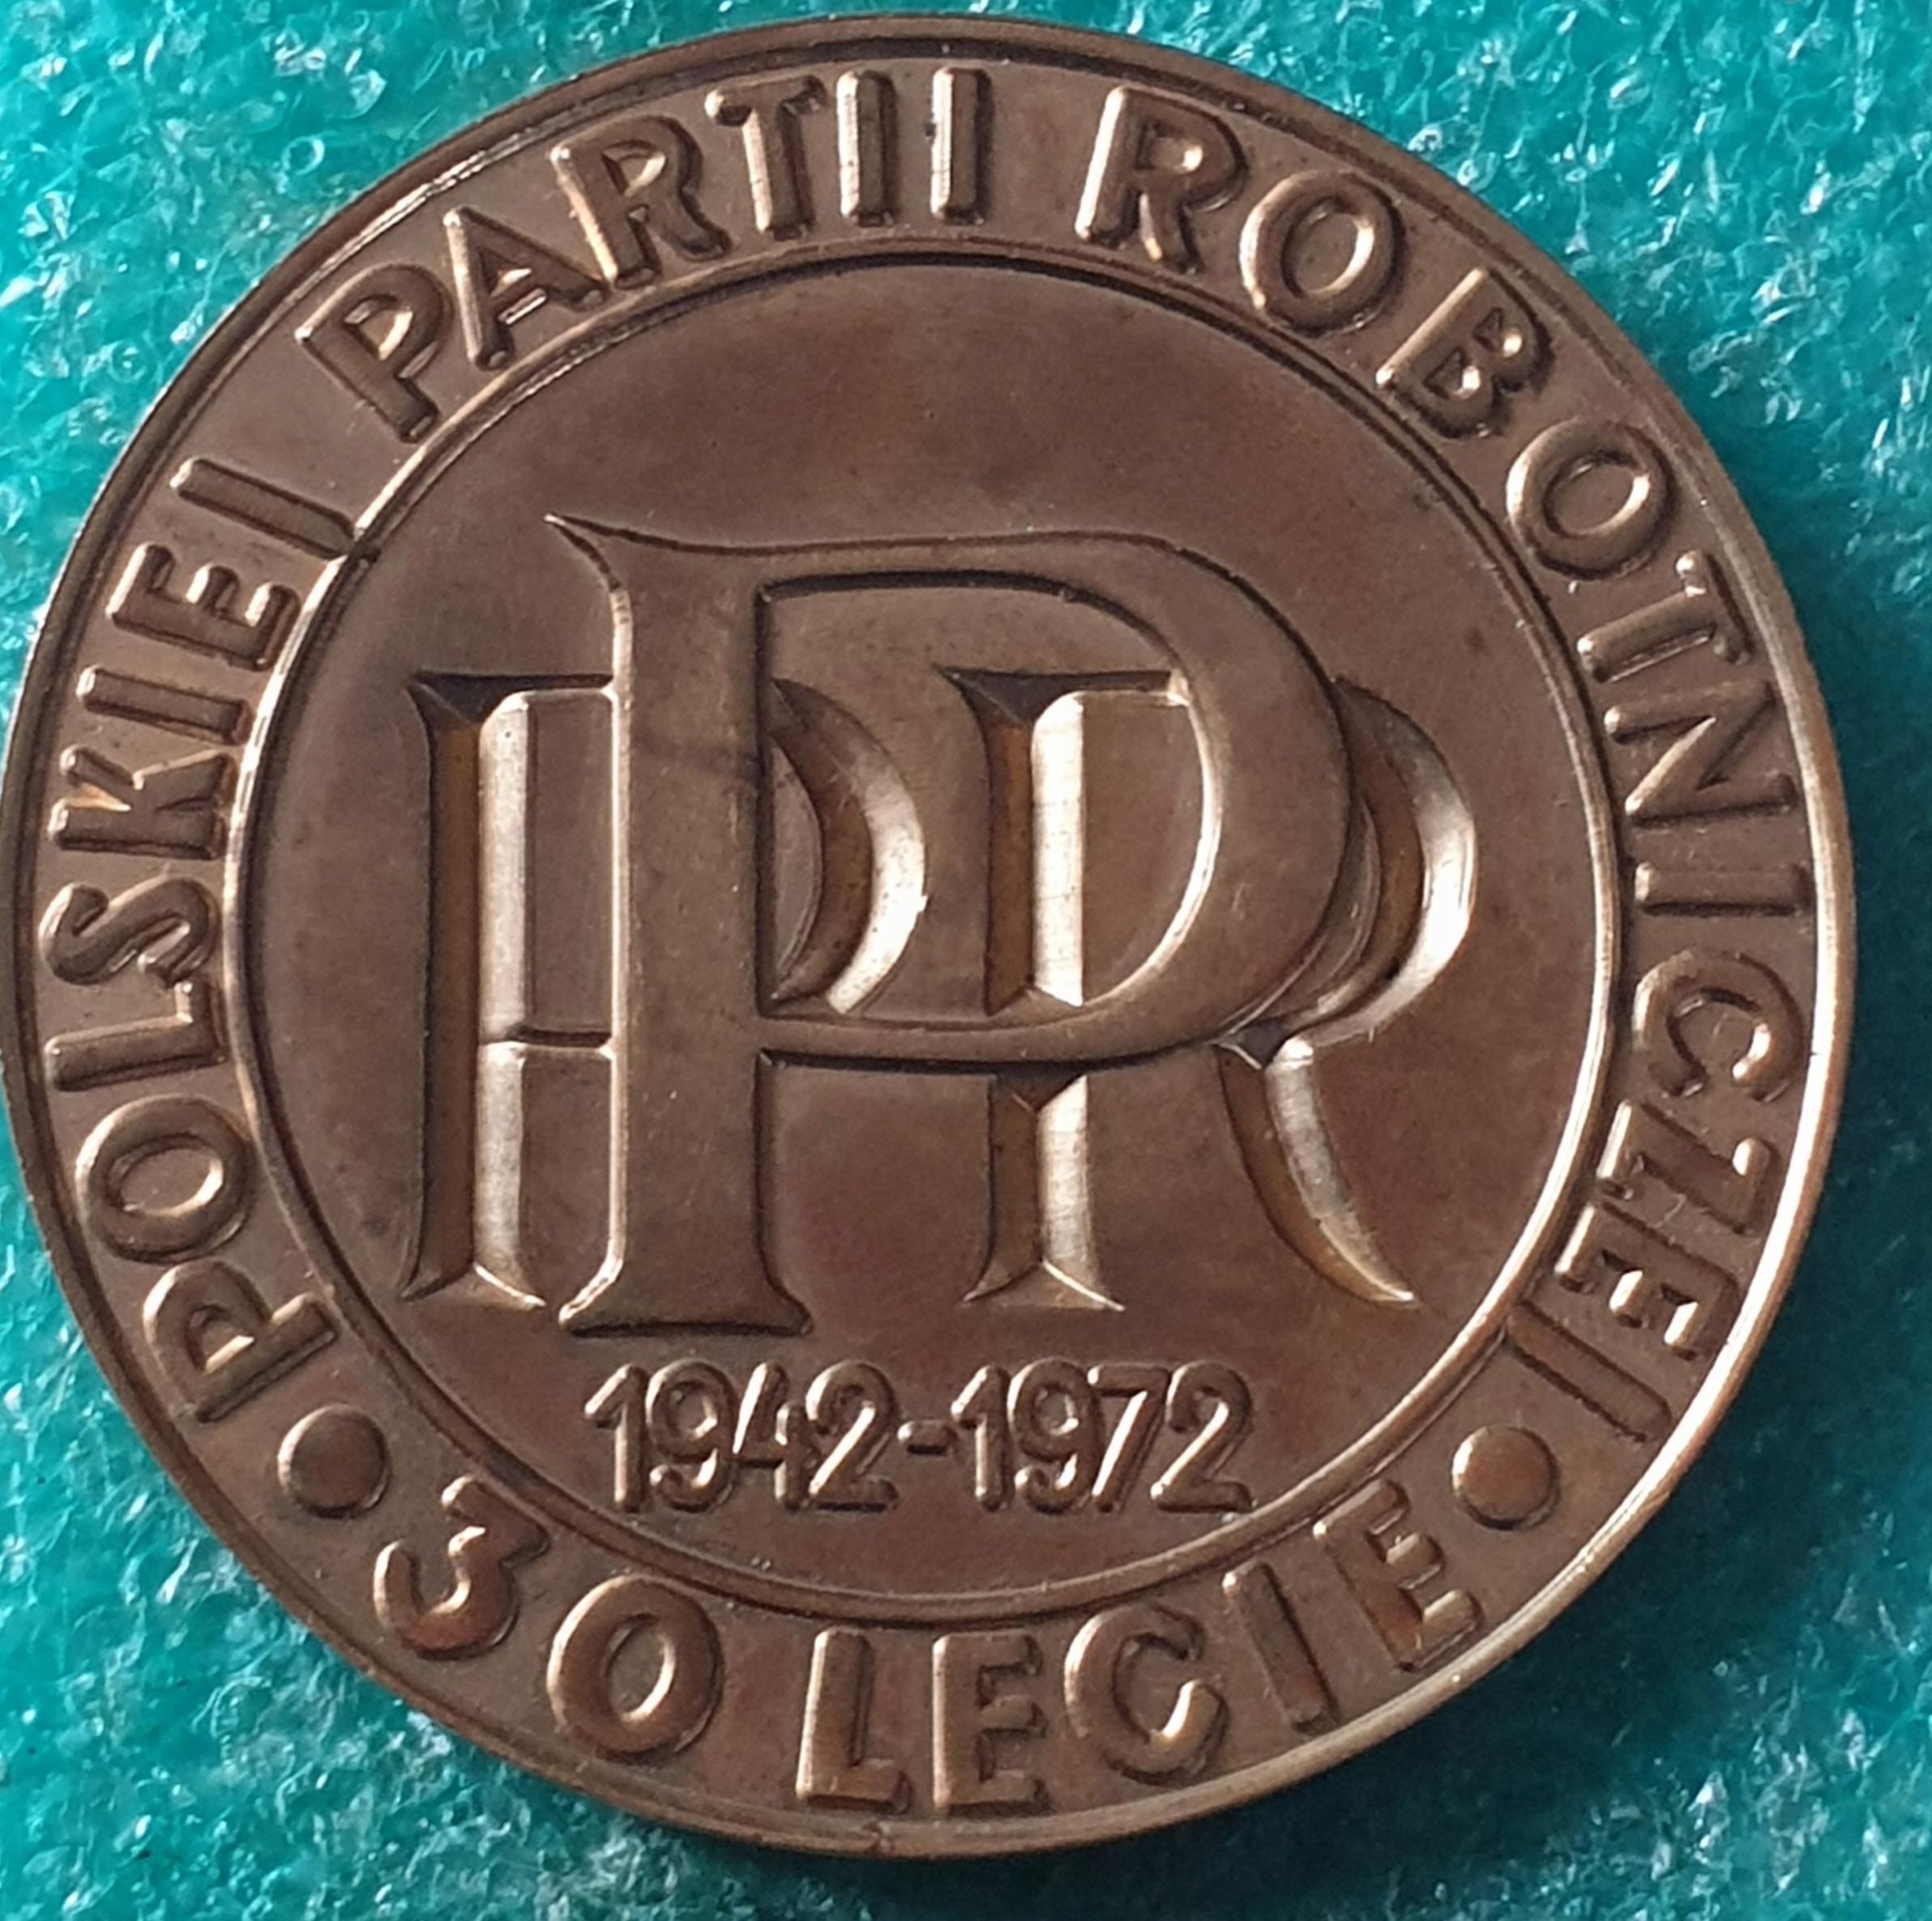 POLSKIEJ PARTII ROBOTNICZEJ
PPR
1942-1972
30 LECIE